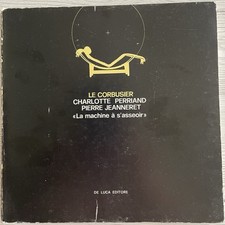 LE CORBUSIER
CHARLOTTE PERRIAND
PIERRE JEANNERET
«La machine à s'asseoir»
DE LUCA EDITORE